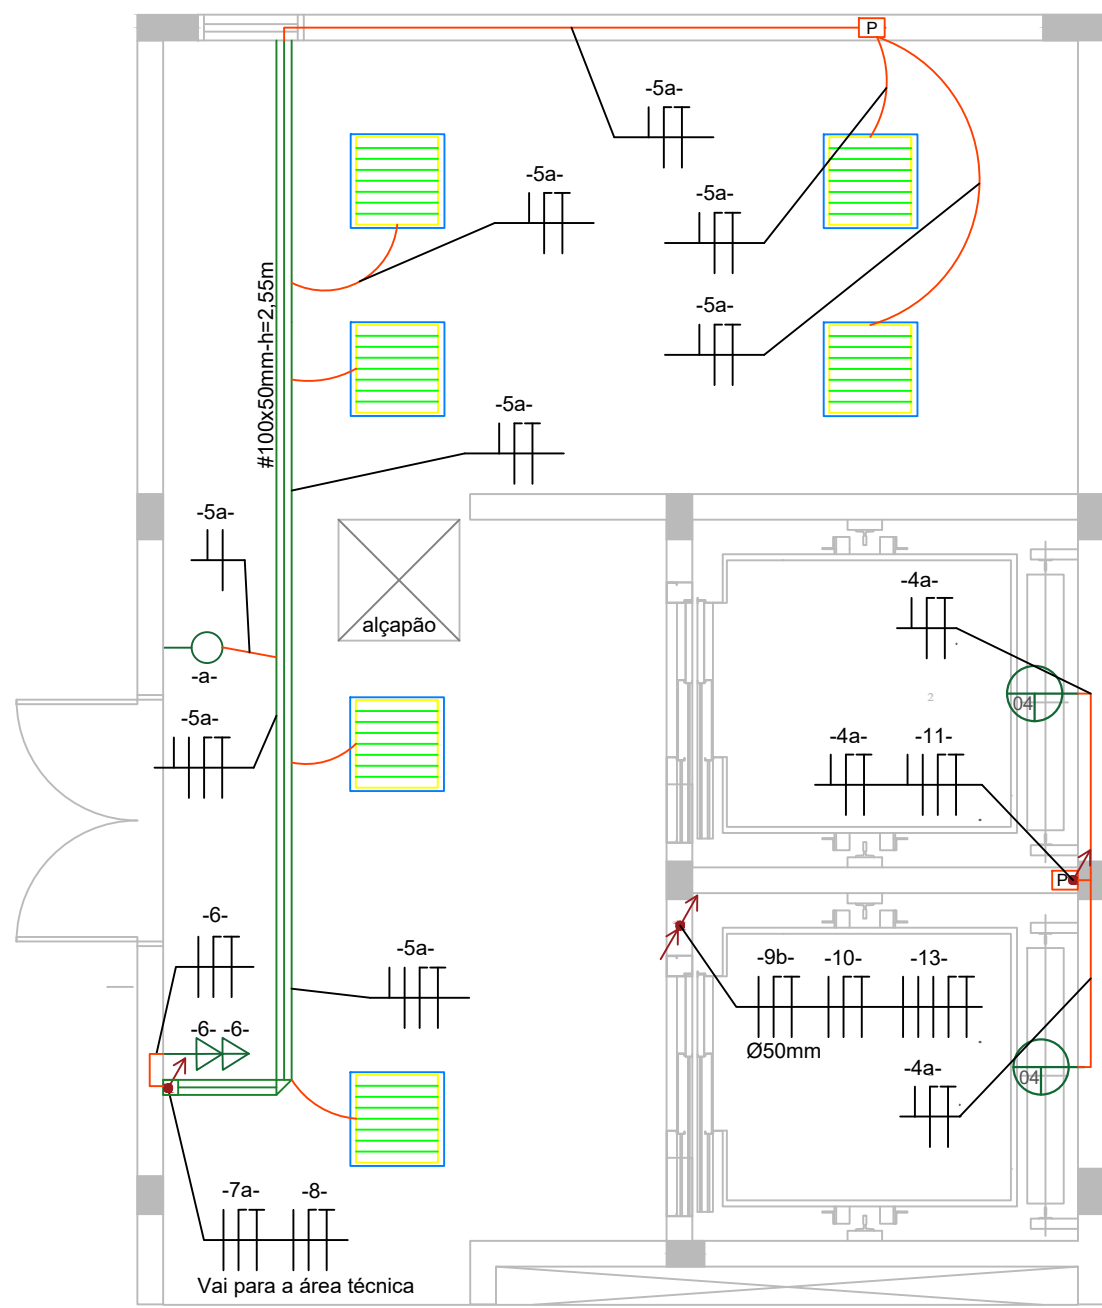 P
-5a-
-5a-
-5a-
#100x50mm-h=2,55m
-5a-
-5a-
-5a-
-4a-
alçapão
-a-
2
04
-5a-
-4a- -11-
P
-6-
-5a-
-9b- -10- -13-
-6- -6-
Ø50mm
04
-4a-
-7a- -8-
Vai para a área técnica